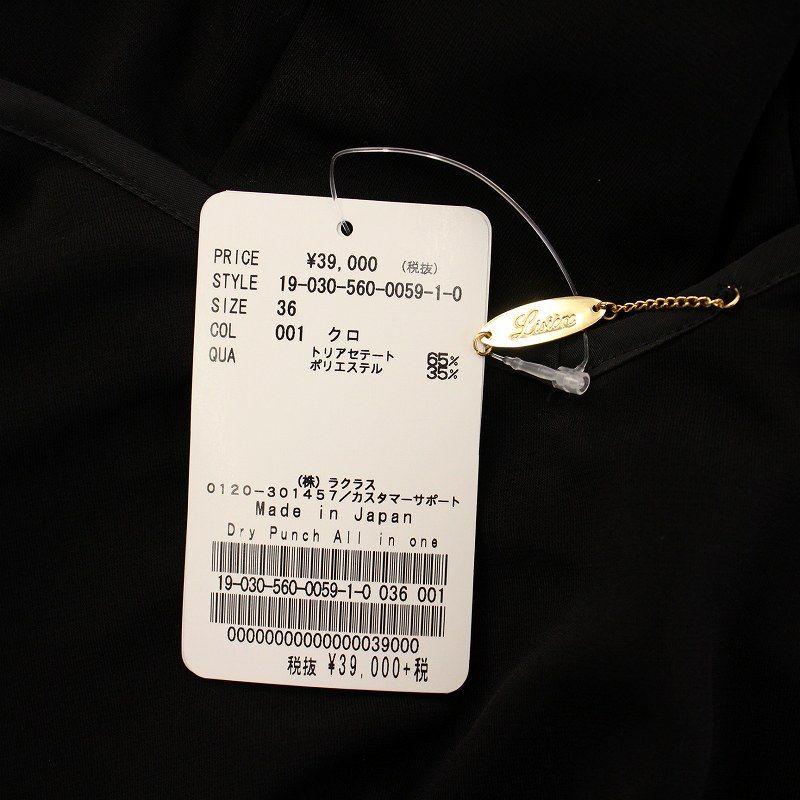 PRICE ¥39,000 (税抜)
STYLE 19-030-560-0059-1-0
SIZE 36
COL 001 クロ
QUA トリアセテート 65%
ポリエステル 35%
Lisiere
(株) ラクラス
0120-301457/カスタマーサポート
Made in Japan
Dry Punch All in one
19-030-560-0059-1-0 036 001
00000000000000039000
税抜 ¥39,000+税